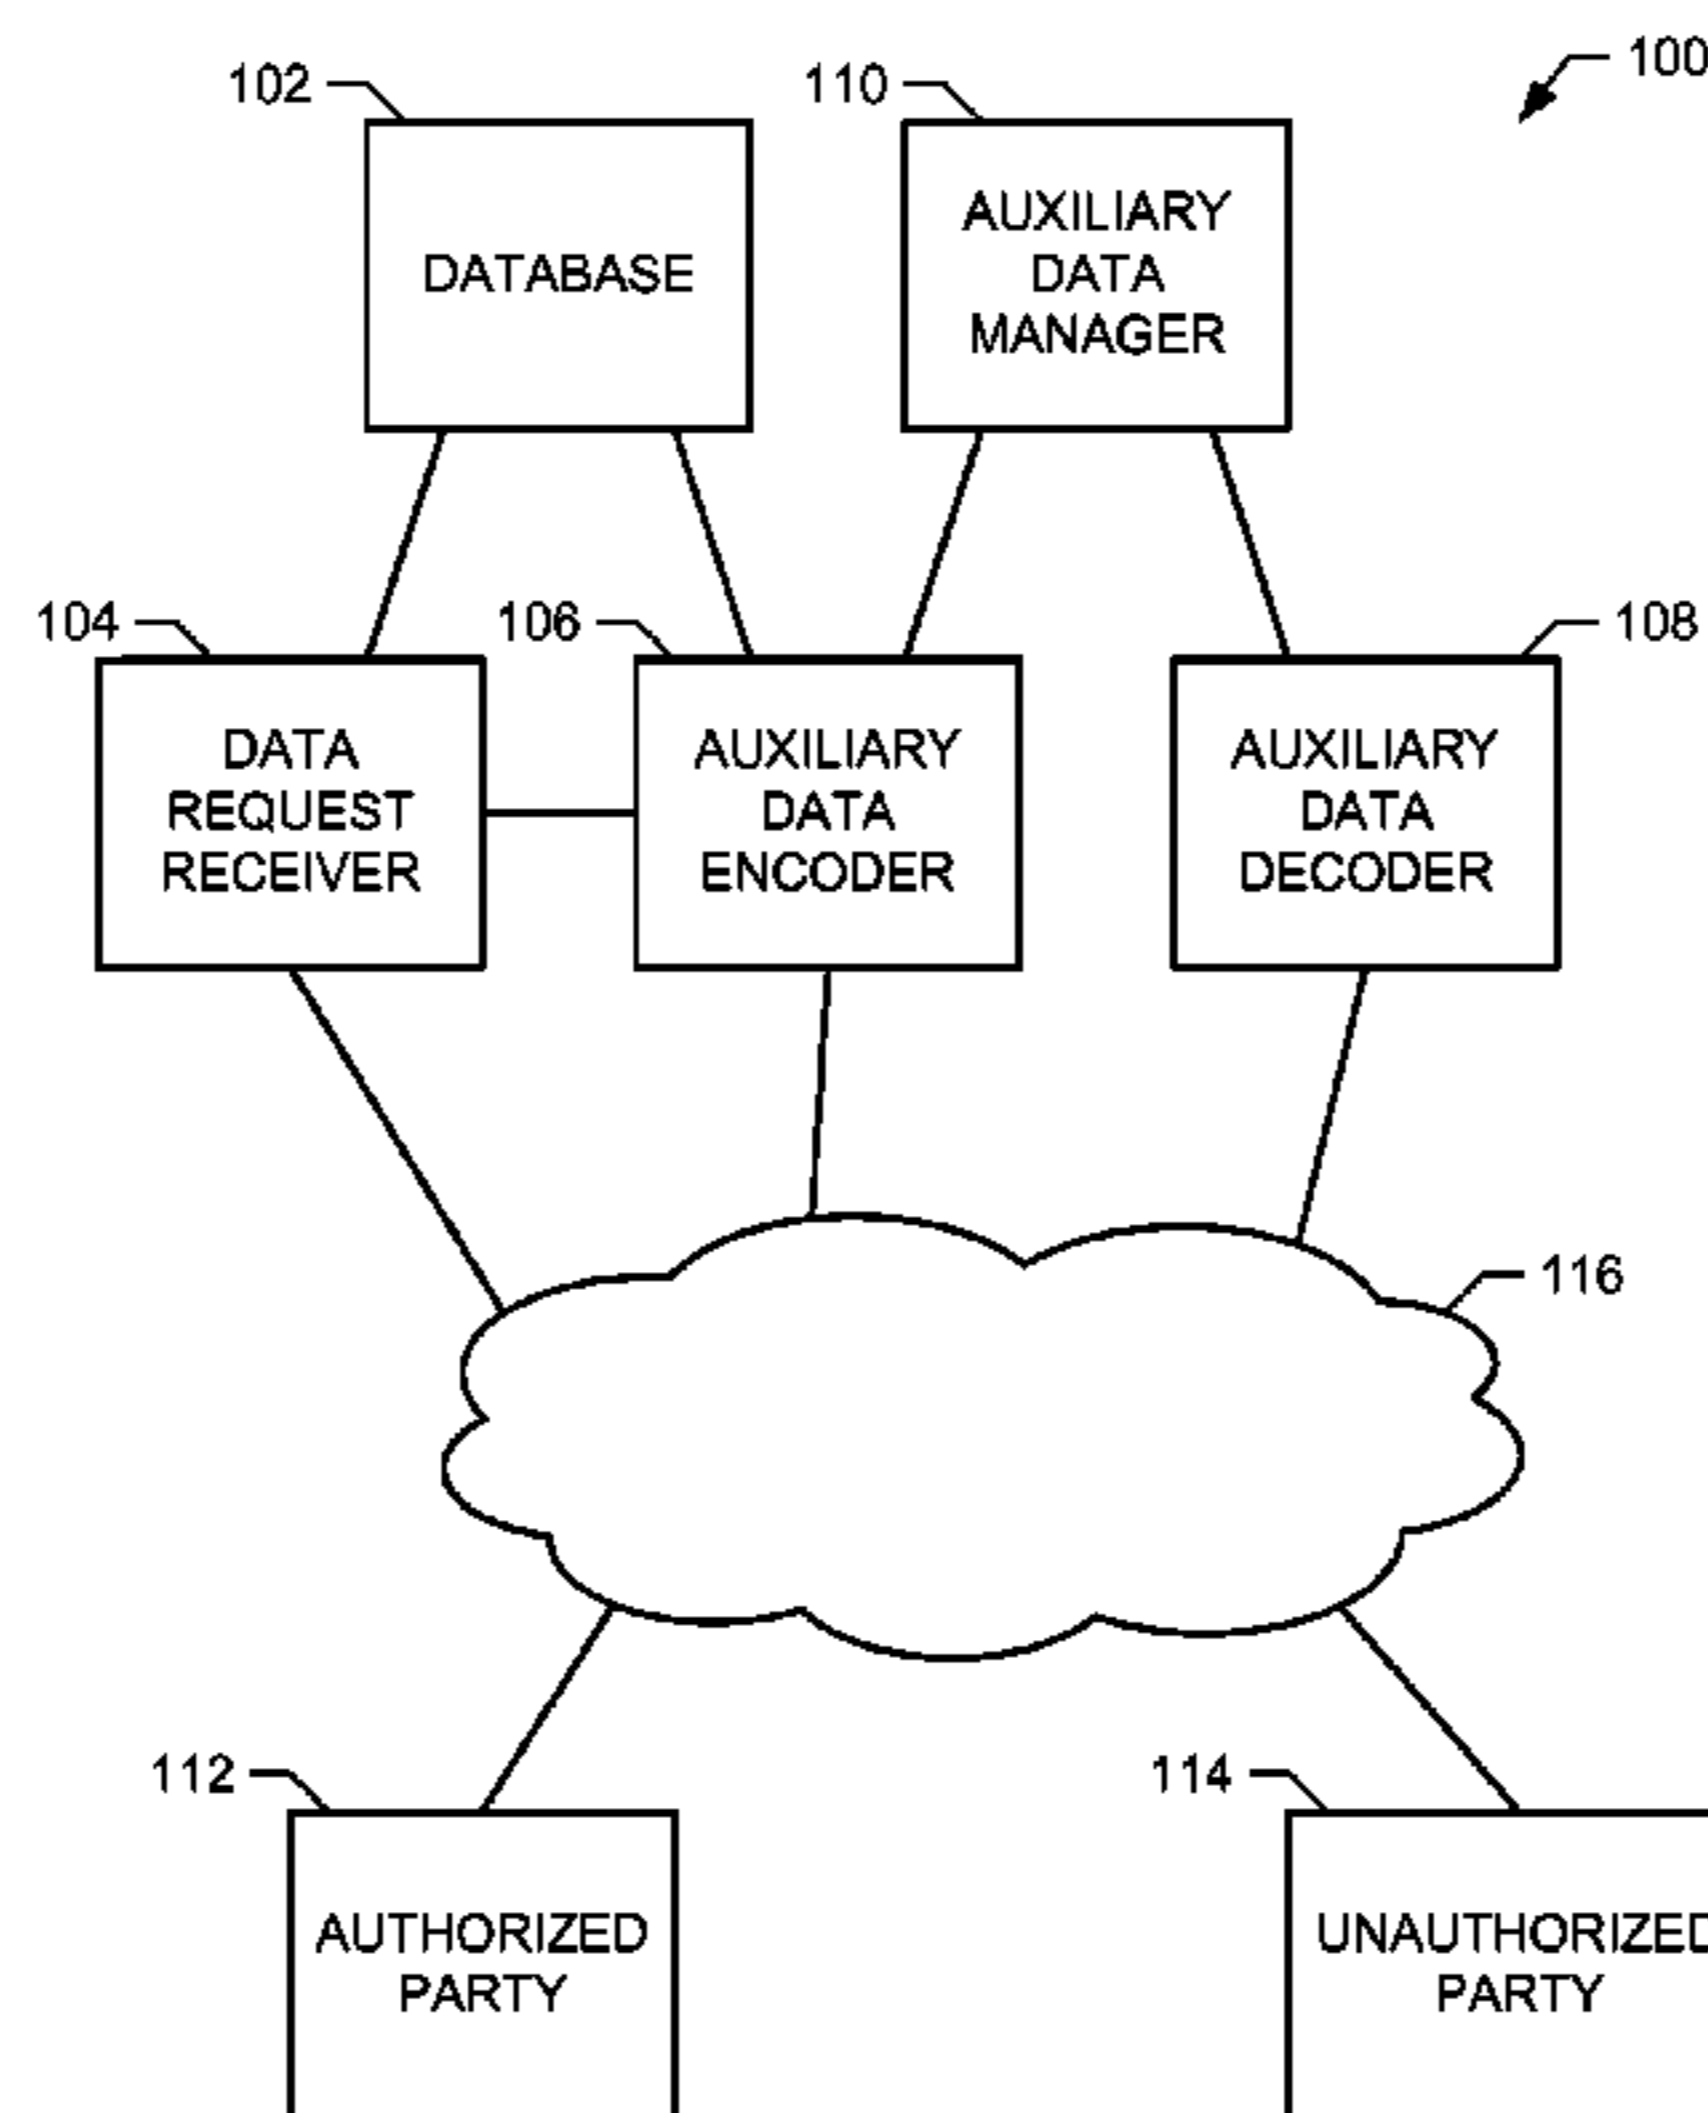 100
102
110
DATABASE
AUXILIARY
DATA
MANAGER
104
106
108
DATA
REQUEST
RECEIVER
AUXILIARY
DATA
ENCODER
AUXILIARY
DATA
DECODER
116
112
114
AUTHORIZED
PARTY
UNAUTHORIZED
PARTY